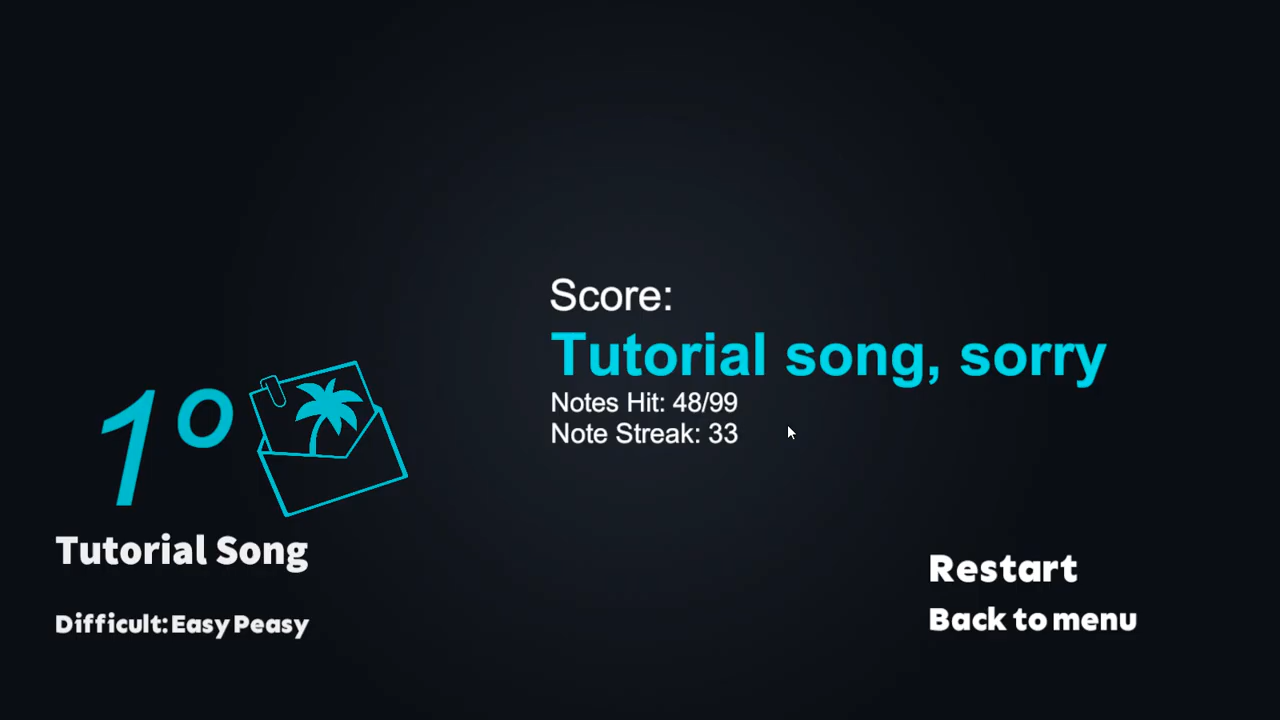 Score:
Tutorial song, sorry
Notes Hit: 48/99
Note Streak: 33
1º
Tutorial Song
Difficult: Easy Peasy
Restart
Back to menu